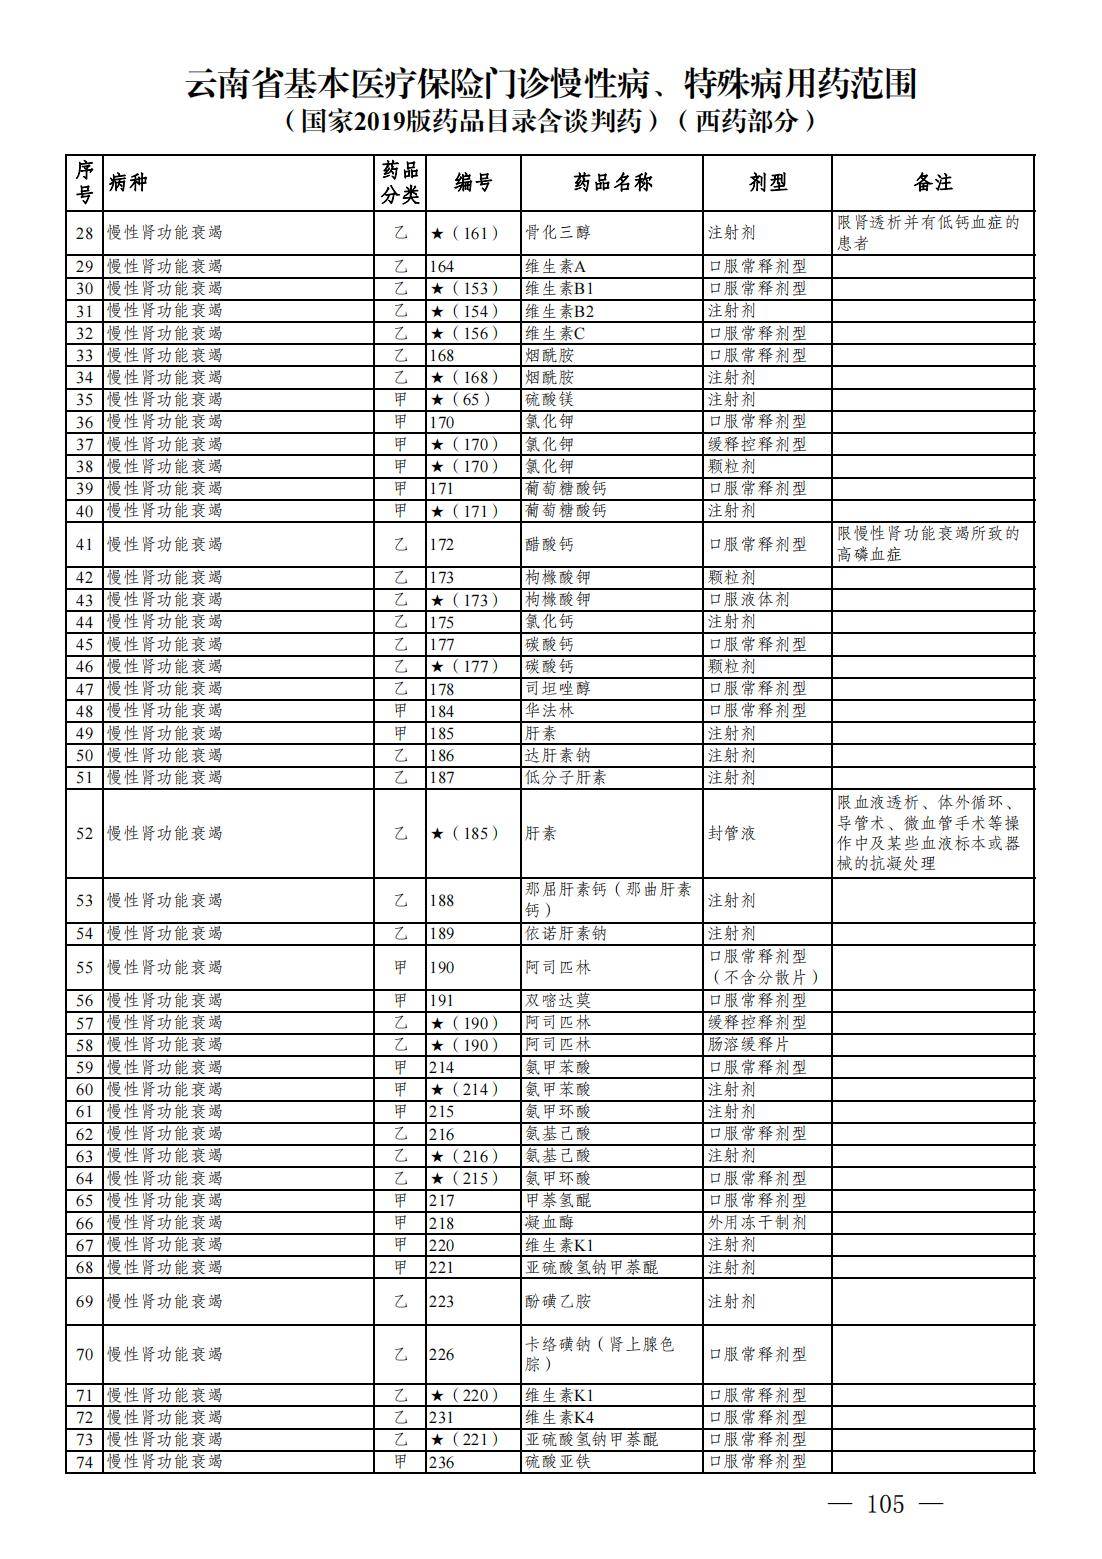 云南省基本医疗保险门诊慢性病、特殊病用药范围
（国家2019版药品目录含谈判药）（西药部分）
序号 病种 药品分类 编号 药品名称 剂型 备注
28 慢性肾功能衰竭 乙 ★（161） 骨化三醇 注射剂 限肾透析并有低钙血症的患者
29 慢性肾功能衰竭 乙 164 维生素A 口服常释剂型
30 慢性肾功能衰竭 乙 ★（153） 维生素B1 口服常释剂型
31 慢性肾功能衰竭 乙 ★（154） 维生素B2 注射剂
32 慢性肾功能衰竭 乙 ★（156） 维生素C 口服常释剂型
33 慢性肾功能衰竭 乙 168 烟酰胺 口服常释剂型
34 慢性肾功能衰竭 乙 ★（168） 烟酰胺 注射剂
35 慢性肾功能衰竭 甲 ★（65） 硫酸镁 注射剂
36 慢性肾功能衰竭 甲 170 氯化钾 口服常释剂型
37 慢性肾功能衰竭 甲 ★（170） 氯化钾 缓释控释剂型
38 慢性肾功能衰竭 甲 ★（170） 氯化钾 颗粒剂
39 慢性肾功能衰竭 甲 171 葡萄糖酸钙 口服常释剂型
40 慢性肾功能衰竭 甲 ★（171） 葡萄糖酸钙 注射剂
41 慢性肾功能衰竭 乙 172 醋酸钙 口服常释剂型 限慢性肾功能衰竭所致的高磷血症
42 慢性肾功能衰竭 乙 173 枸橼酸钾 颗粒剂
43 慢性肾功能衰竭 乙 ★（173） 枸橼酸钾 口服液体剂
44 慢性肾功能衰竭 乙 175 氯化钙 注射剂
45 慢性肾功能衰竭 乙 177 碳酸钙 口服常释剂型
46 慢性肾功能衰竭 乙 ★（177） 碳酸钙 颗粒剂
47 慢性肾功能衰竭 乙 178 司坦唑醇 口服常释剂型
48 慢性肾功能衰竭 甲 184 华法林 口服常释剂型
49 慢性肾功能衰竭 甲 185 肝素 注射剂
50 慢性肾功能衰竭 乙 186 达肝素钠 注射剂
51 慢性肾功能衰竭 乙 187 低分子肝素 注射剂
52 慢性肾功能衰竭 乙 ★（185） 肝素 封管液 限血液透析、体外循环、导管术、微血管手术等操作中及某些血液标本或器械的抗凝处理
53 慢性肾功能衰竭 乙 188 那屈肝素钙（那曲肝素钙） 注射剂
54 慢性肾功能衰竭 乙 189 依诺肝素钠 注射剂
55 慢性肾功能衰竭 甲 190 阿司匹林 口服常释剂型（不含分散片）
56 慢性肾功能衰竭 甲 191 双嘧达莫 口服常释剂型
57 慢性肾功能衰竭 乙 ★（190） 阿司匹林 缓释控释剂型
58 慢性肾功能衰竭 乙 ★（190） 阿司匹林 肠溶缓释片
59 慢性肾功能衰竭 甲 214 氨甲苯酸 口服常释剂型
60 慢性肾功能衰竭 甲 ★（214） 氨甲苯酸 注射剂
61 慢性肾功能衰竭 甲 215 氨甲环酸 注射剂
62 慢性肾功能衰竭 乙 216 氨基己酸 口服常释剂型
63 慢性肾功能衰竭 乙 ★（216） 氨基己酸 注射剂
64 慢性肾功能衰竭 乙 ★（215） 氨甲环酸 口服常释剂型
65 慢性肾功能衰竭 甲 217 甲萘氢醌 口服常释剂型
66 慢性肾功能衰竭 甲 218 凝血酶 外用冻干制剂
67 慢性肾功能衰竭 甲 220 维生素K1 注射剂
68 慢性肾功能衰竭 甲 221 亚硫酸氢钠甲萘醌 注射剂
69 慢性肾功能衰竭 乙 223 酚磺乙胺 注射剂
70 慢性肾功能衰竭 乙 226 卡络磺钠（肾上腺色腙） 口服常释剂型
71 慢性肾功能衰竭 乙 ★（220） 维生素K1 口服常释剂型
72 慢性肾功能衰竭 乙 231 维生素K4 口服常释剂型
73 慢性肾功能衰竭 乙 ★（221） 亚硫酸氢钠甲萘醌 口服常释剂型
74 慢性肾功能衰竭 甲 236 硫酸亚铁 口服常释剂型
— 105 —